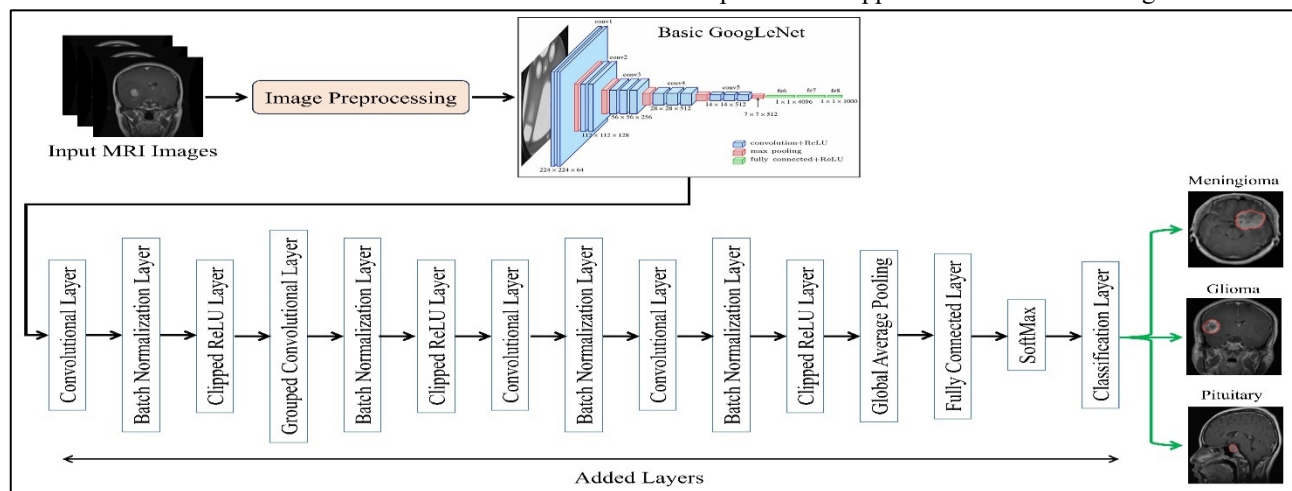 Basic GoogLeNet
conv1
conv2
conv3
conv4
conv5
fc6
fc7
fc8
1 × 1 × 4096
1 × 1 × 1000
14 × 14 × 512
28 × 28 × 512
7 × 7 × 512
56 × 56 × 256
112 × 112 × 128
224 × 224 × 64
convolution+ReLU
max pooling
fully connected+ReLU
Image Preprocessing
Input MRI Images
Convolutional Layer
Batch Normalization Layer
Clipped ReLU Layer
Grouped Convolutional Layer
Batch Normalization Layer
Clipped ReLU Layer
Convolutional Layer
Batch Normalization Layer
Convolutional Layer
Batch Normalization Layer
Clipped ReLU Layer
Global Average Pooling
Fully Connected Layer
SoftMax
Classification Layer
Meningioma
Glioma
Pituitary
Added Layers